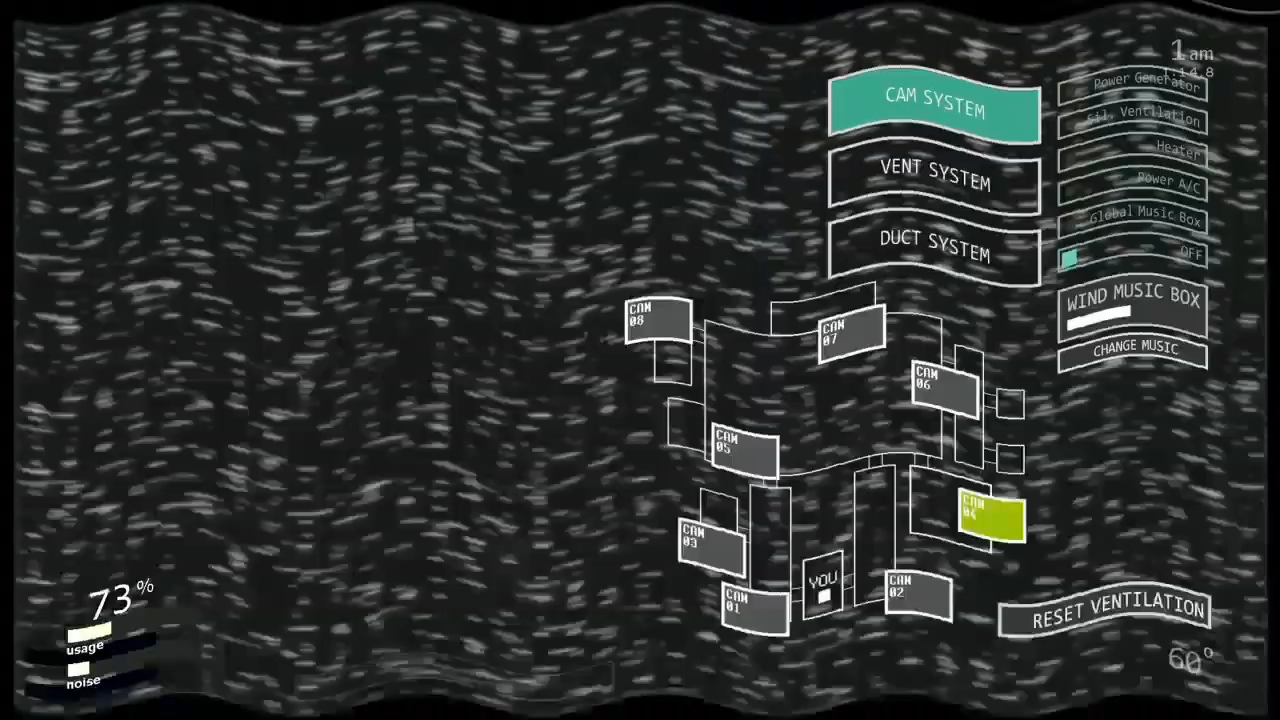 1 am
1:14.8
CAM SYSTEM
VENT SYSTEM
DUCT SYSTEM
Power Generator
Sil. Ventilation
Heater
Power A/C
Global Music Box
OFF
WIND MUSIC BOX
CHANGE MUSIC
CAM
08
CAM
07
CAM
06
CAM
05
CAM
04
CAM
03
CAM
01
YOU
CAM
02
RESET VENTILATION
60°
73%
usage
noise